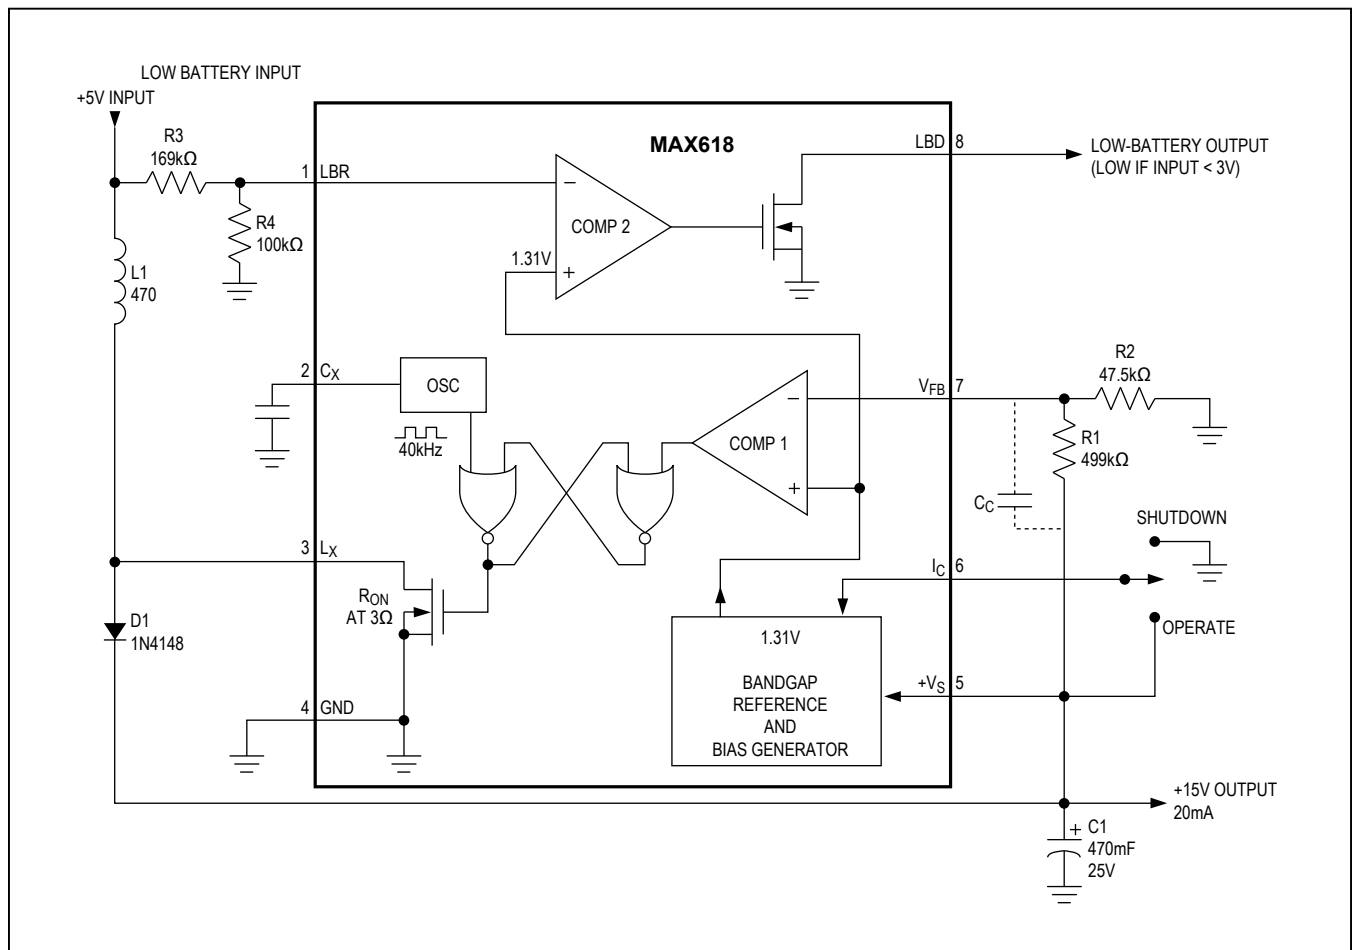 LOW BATTERY INPUT
+5V INPUT
R3
169kΩ
R4
100kΩ
L1
470
1 LBR
MAX618
LBD 8
LOW-BATTERY OUTPUT
(LOW IF INPUT < 3V)
−
COMP 2
1.31V
+
2 CX
OSC
40kHz
VFB 7
R2
47.5kΩ
−
COMP 1
+
R1
499kΩ
CC
SHUTDOWN
3 LX
IC 6
RON
AT 3Ω
D1
1N4148
OPERATE
1.31V
BANDGAP
REFERENCE
AND
BIAS GENERATOR
+VS 5
4 GND
+15V OUTPUT
20mA
+ C1
470mF
25V